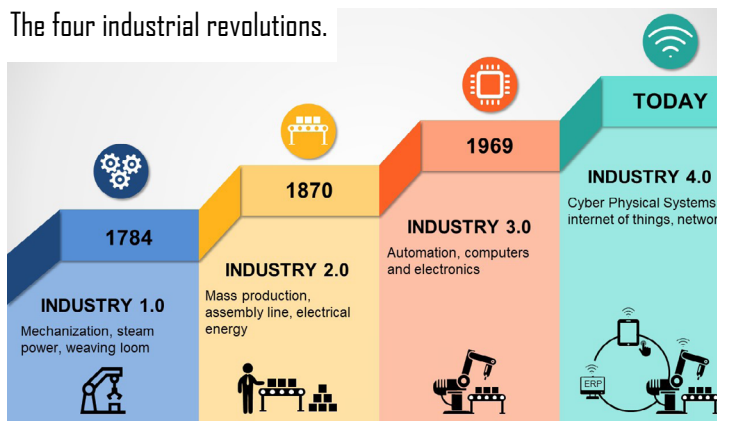 The four industrial revolutions.
1784
INDUSTRY 1.0
Mechanization, steam
power, weaving loom
1870
INDUSTRY 2.0
Mass production,
assembly line, electrical
energy
1969
INDUSTRY 3.0
Automation, computers
and electronics
TODAY
INDUSTRY 4.0
Cyber Physical Systems
internet of things, networ
ERP